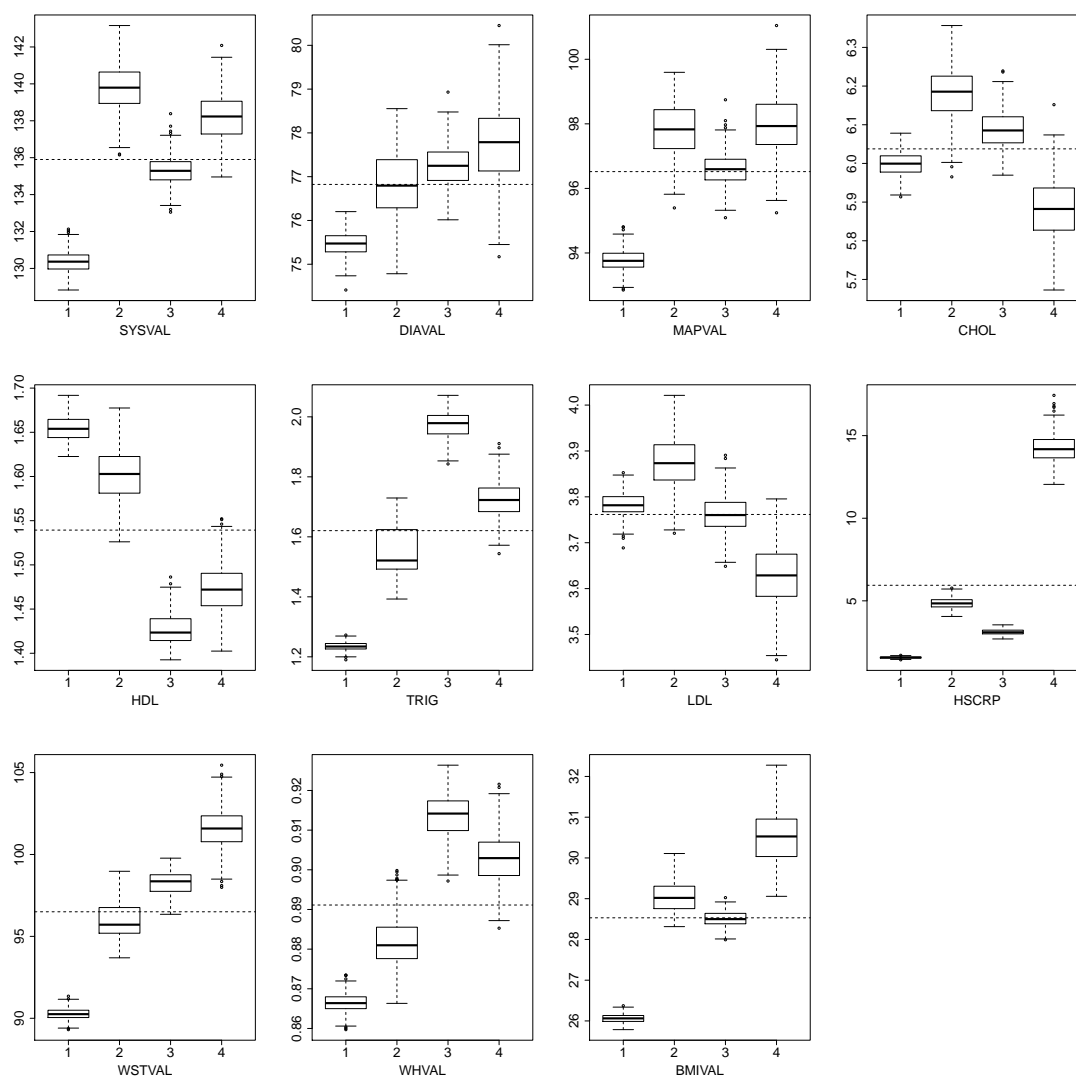 142
140
138
136
134
132
130
1 2 3 4
SYSVAL
80
79
78
77
76
75
1 2 3 4
DIAVAL
100
98
96
94
1 2 3 4
MAPVAL
6.3
6.2
6.1
6.0
5.9
5.8
5.7
1 2 3 4
CHOL
1.70
1.65
1.60
1.55
1.50
1.45
1.40
1 2 3 4
HDL
2.0
1.8
1.6
1.4
1.2
1 2 3 4
TRIG
4.0
3.9
3.8
3.7
3.6
3.5
1 2 3 4
LDL
15
10
5
1 2 3 4
HSCRP
105
100
95
90
1 2 3 4
WSTVAL
0.92
0.91
0.90
0.89
0.88
0.87
0.86
1 2 3 4
WHVAL
32
31
30
29
28
27
26
1 2 3 4
BMIVAL